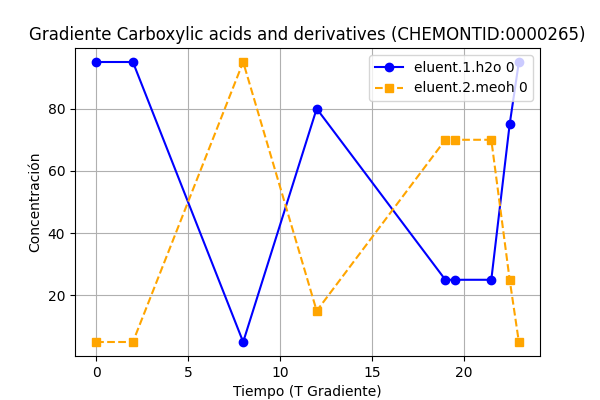 Gradiente Carboxylic acids and derivatives (CHEMONTID:0000265)
eluent.1.h2o 0
eluent.2.meoh 0
Concentración
80
60
40
20
0 5 10 15 20
Tiempo (T Gradiente)